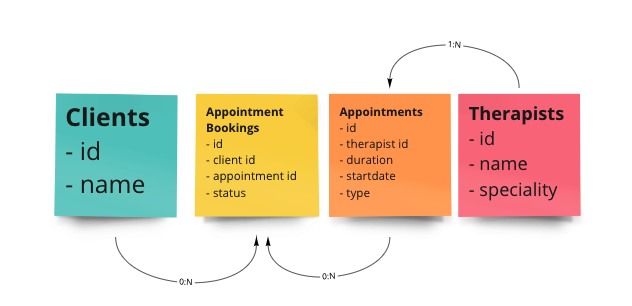 1:N
Clients
- id
- name
Appointment
Bookings
- id
- client id
- appointment id
- status
Appointments
- id
- therapist id
- duration
- startdate
- type
Therapists
- id
- name
- speciality
0:N
0:N